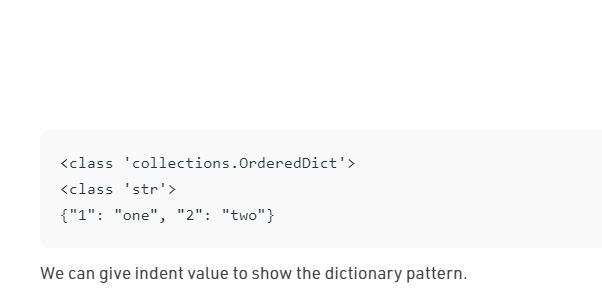 <class 'collections.OrderedDict'>
<class 'str'>
{"1": "one", "2": "two"}
We can give indent value to show the dictionary pattern.